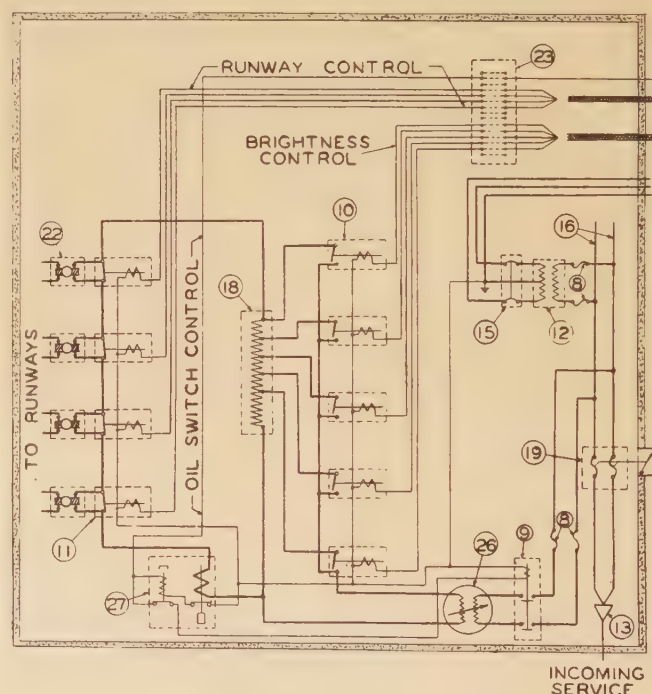 23
RUNWAY CONTROL
BRIGHTNESS
CONTROL
22
10
16
18
8
15
12
TO RUNWAYS
OIL SWITCH CONTROL
19
9
8
11
26
27
13
INCOMING
SERVICE